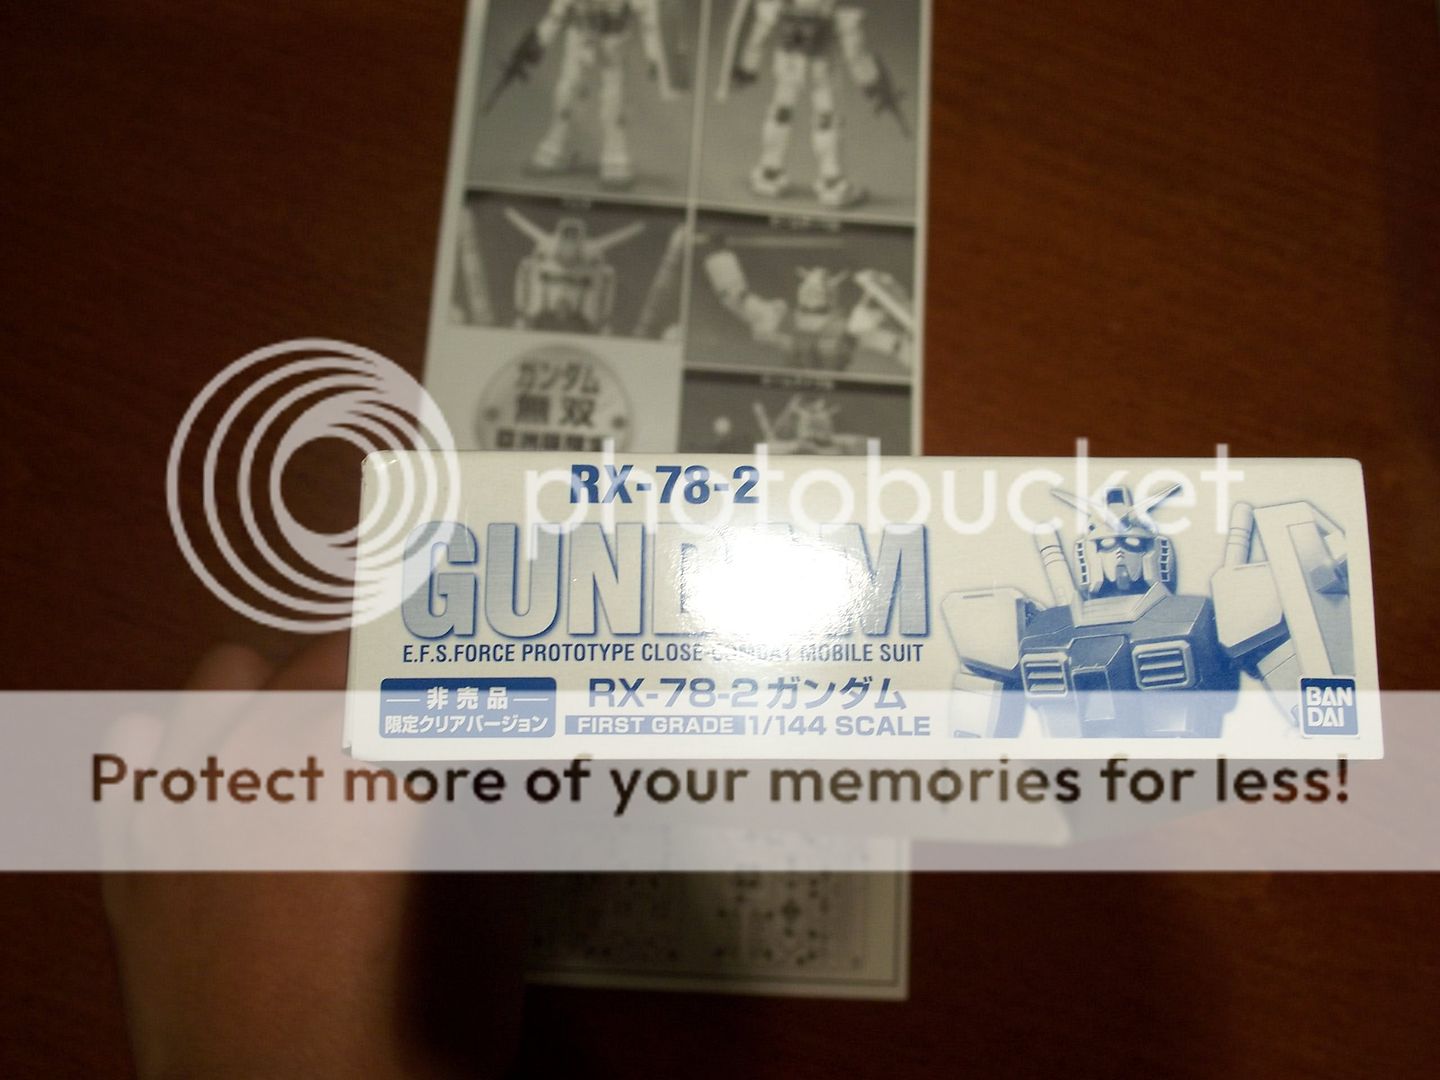 ガンダム
無双
RX-78-2
photobucket
GUNDAM
E.F.S.FORCE PROTOTYPE CLOSE-COMBAT MOBILE SUIT
非売品
限定クリアバージョン
RX-78-2ガンダム
FIRST GRADE 1/144 SCALE
BAN
DAI
Protect more of your memories for less!